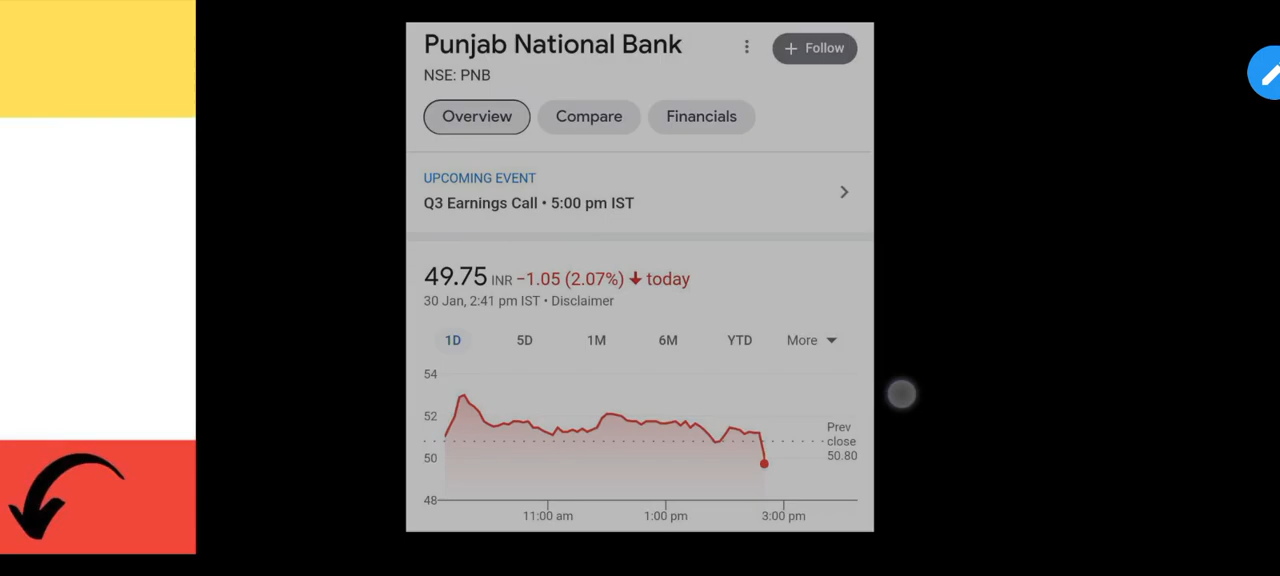 Punjab National Bank
+ Follow
NSE: PNB
Overview Compare Financials
UPCOMING EVENT
Q3 Earnings Call • 5:00 pm IST
49.75 INR −1.05 (2.07%) ↓ today
30 Jan, 2:41 pm IST • Disclaimer
1D 5D 1M 6M YTD More
54
52
50
48
Prev
close
50.80
11:00 am 1:00 pm 3:00 pm